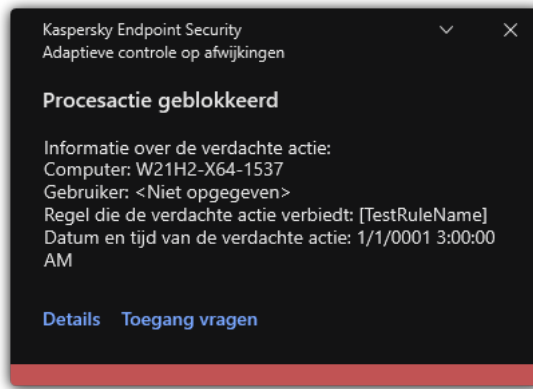 Kaspersky Endpoint Security
Adaptieve controle op afwijkingen
Procesactie geblokkeerd
Informatie over de verdachte actie:
Computer: W21H2-X64-1537
Gebruiker: <Niet opgegeven>
Regel die de verdachte actie verbiedt: [TestRuleName]
Datum en tijd van de verdachte actie: 1/1/0001 3:00:00
AM
Details Toegang vragen